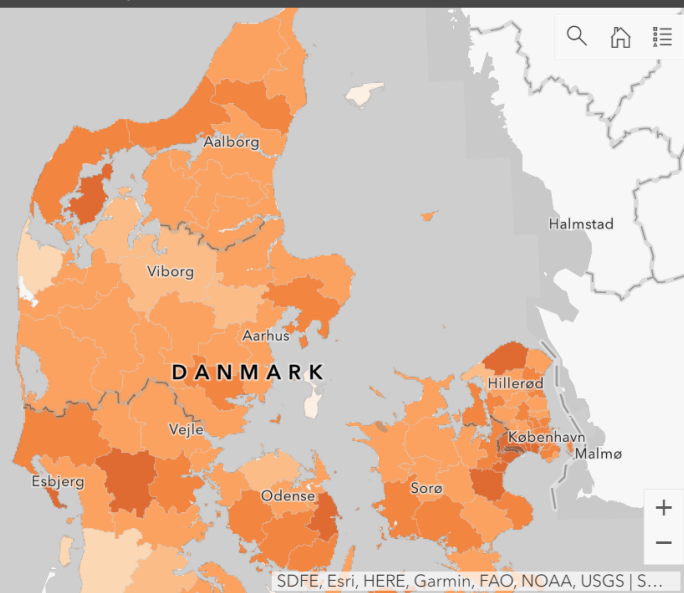 Aalborg
Halmstad
Viborg
Aarhus
DANMARK
Hillerød
Vejle
København
Malmø
Esbjerg
Sorø
Odense
+
−
SDFE, Esri, HERE, Garmin, FAO, NOAA, USGS | S...